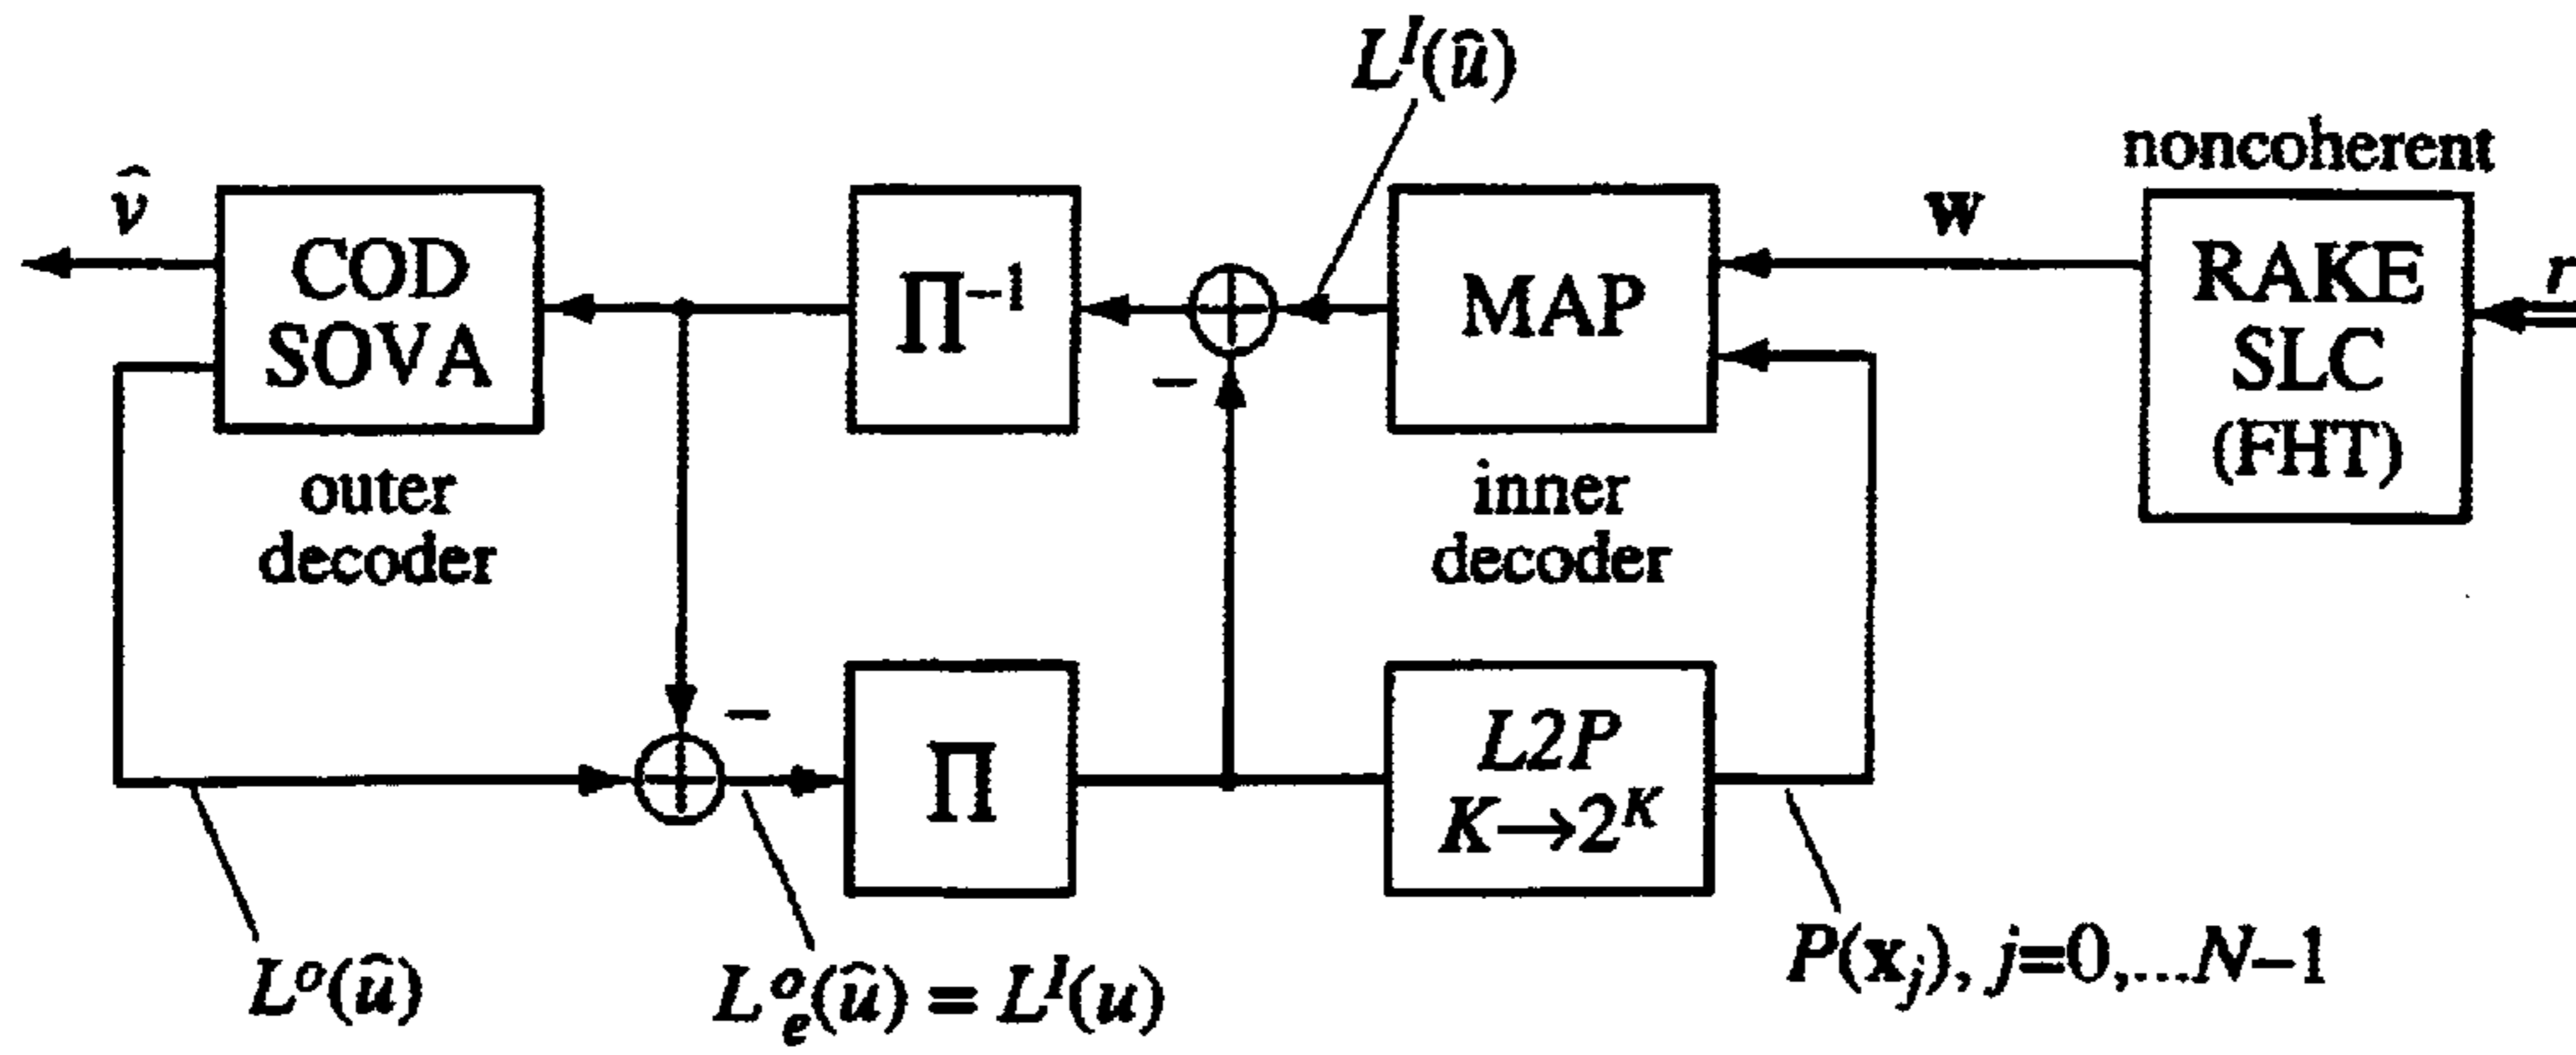 L^I(û)
noncoherent
v̂
COD
SOVA
Π⁻¹
MAP
w
RAKE
SLC
(FHT)
r
–
outer
decoder
inner
decoder
–
Π
L2P
K→2^K
L^o(û)
L^o_e(û) = L^I(u)
P(x_j), j=0,...N–1